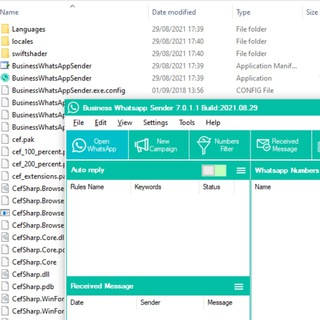 Name Date modified Type Size
Languages 29/08/2021 17:39 File folder
locales 29/08/2021 17:39 File folder
swiftshader 29/08/2021 17:40 File folder
BusinessWhatsAppSender 29/08/2021 17:39 Application Manif...
BusinessWhatsAppSender 29/08/2021 17:39 Application
BusinessWhatsAppSender.exe.config 01/09/2018 13:56 CONFIG File
BusinessWhatsAppSender
cef.pak
cef_100_percent.p
cef_200_percent.p
cef_extensions.pa
CefSharp.Browse
CefSharp.Browse
CefSharp.Browse
CefSharp.Browse
CefSharp.Core.dl
CefSharp.Core.pd
CefSharp.Core
CefSharp.dll
CefSharp.pdb
CefSharp.WinFor
CefSharp.WinFor
Business Whatsapp Sender 7.0.1.1 Build:2021.08.29
File Edit View Settings Tools Help
Open WhatsApp
New Campaign
Numbers Filter
Received Message
Auto reply
Rules Name Keywords Status
Whatsapp Numbers
Name
Received Message
Date Sender Message